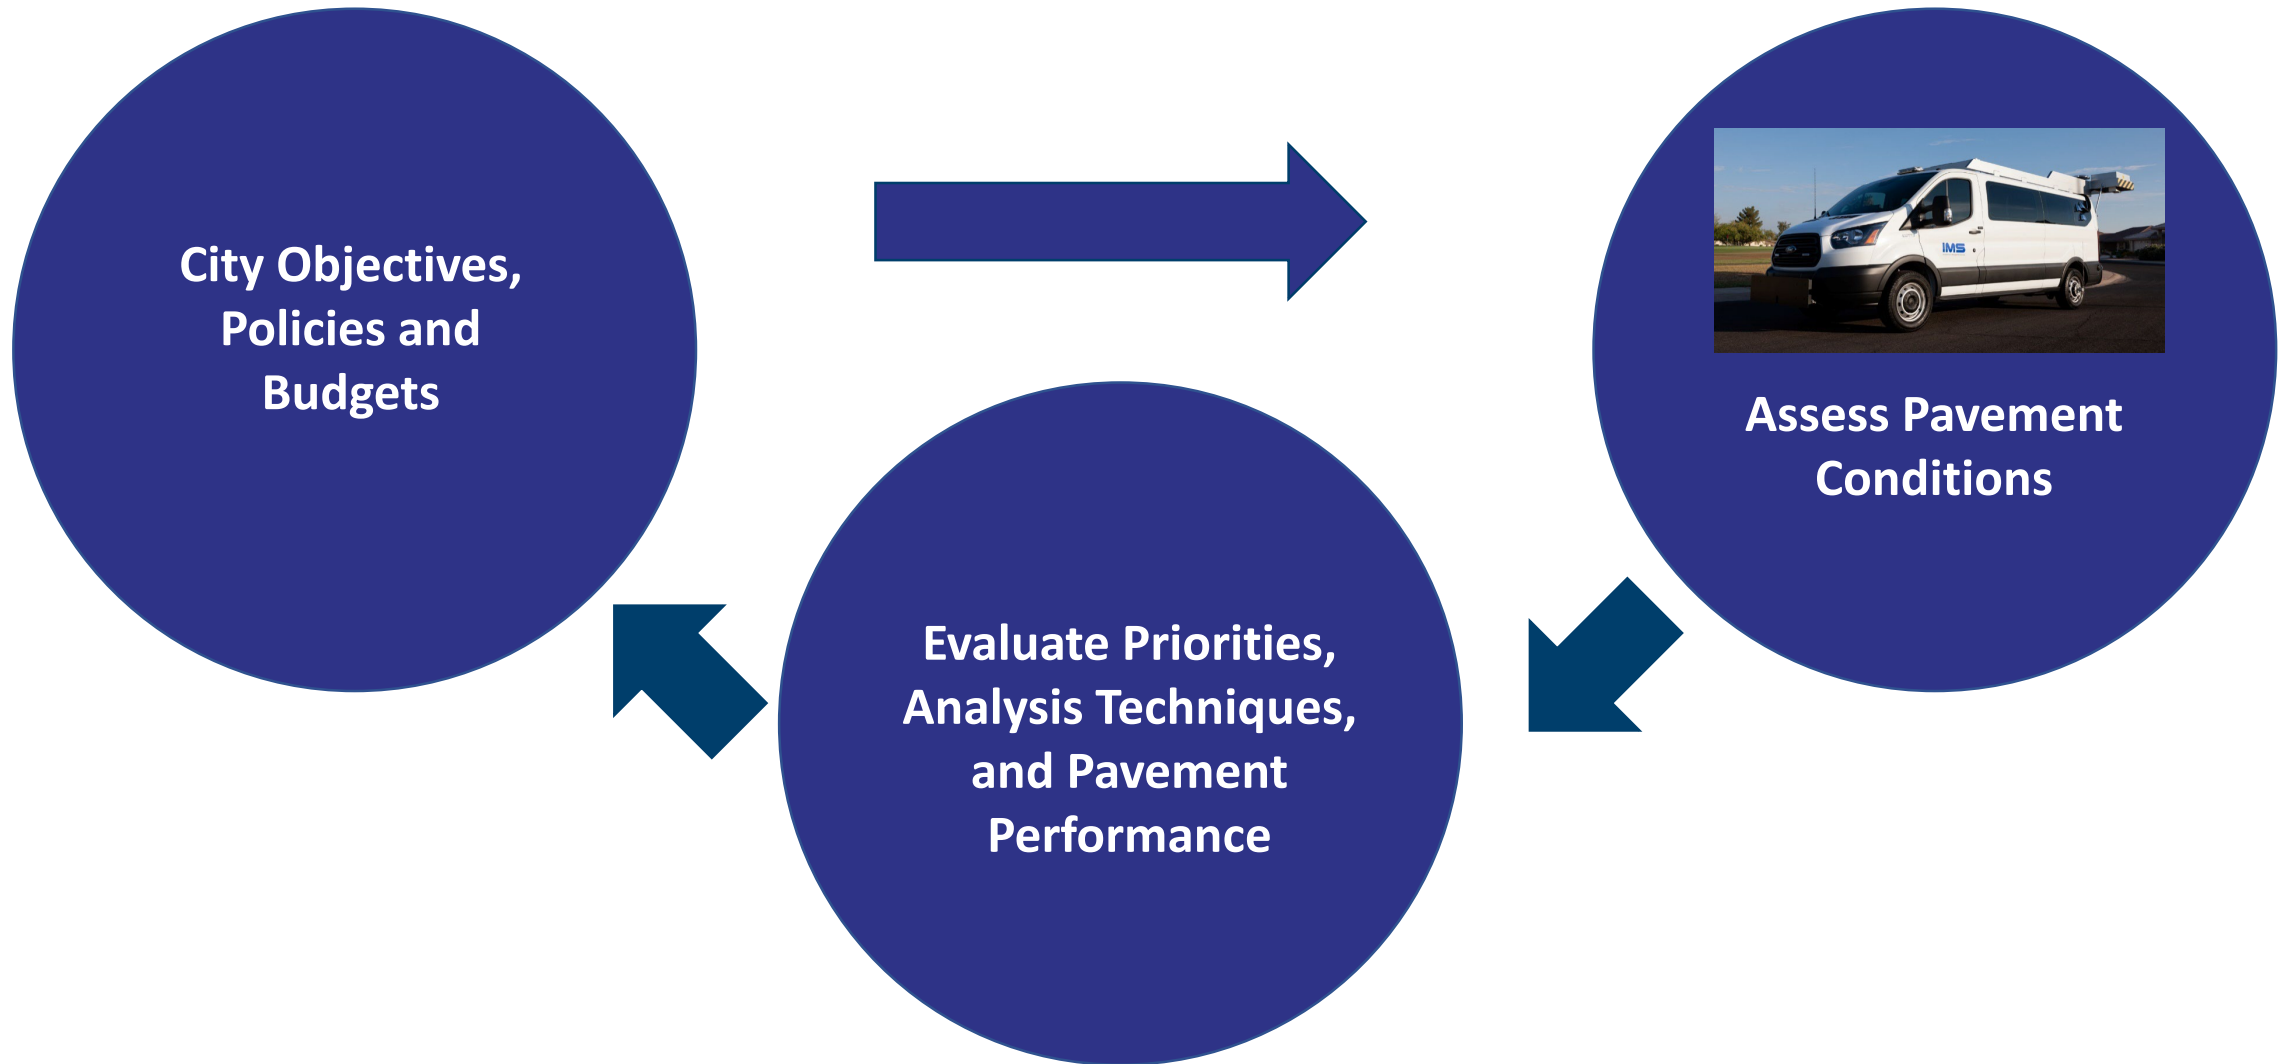 City Objectives,
Policies and
Budgets
IMS
Assess Pavement
Conditions
Evaluate Priorities,
Analysis Techniques,
and Pavement
Performance